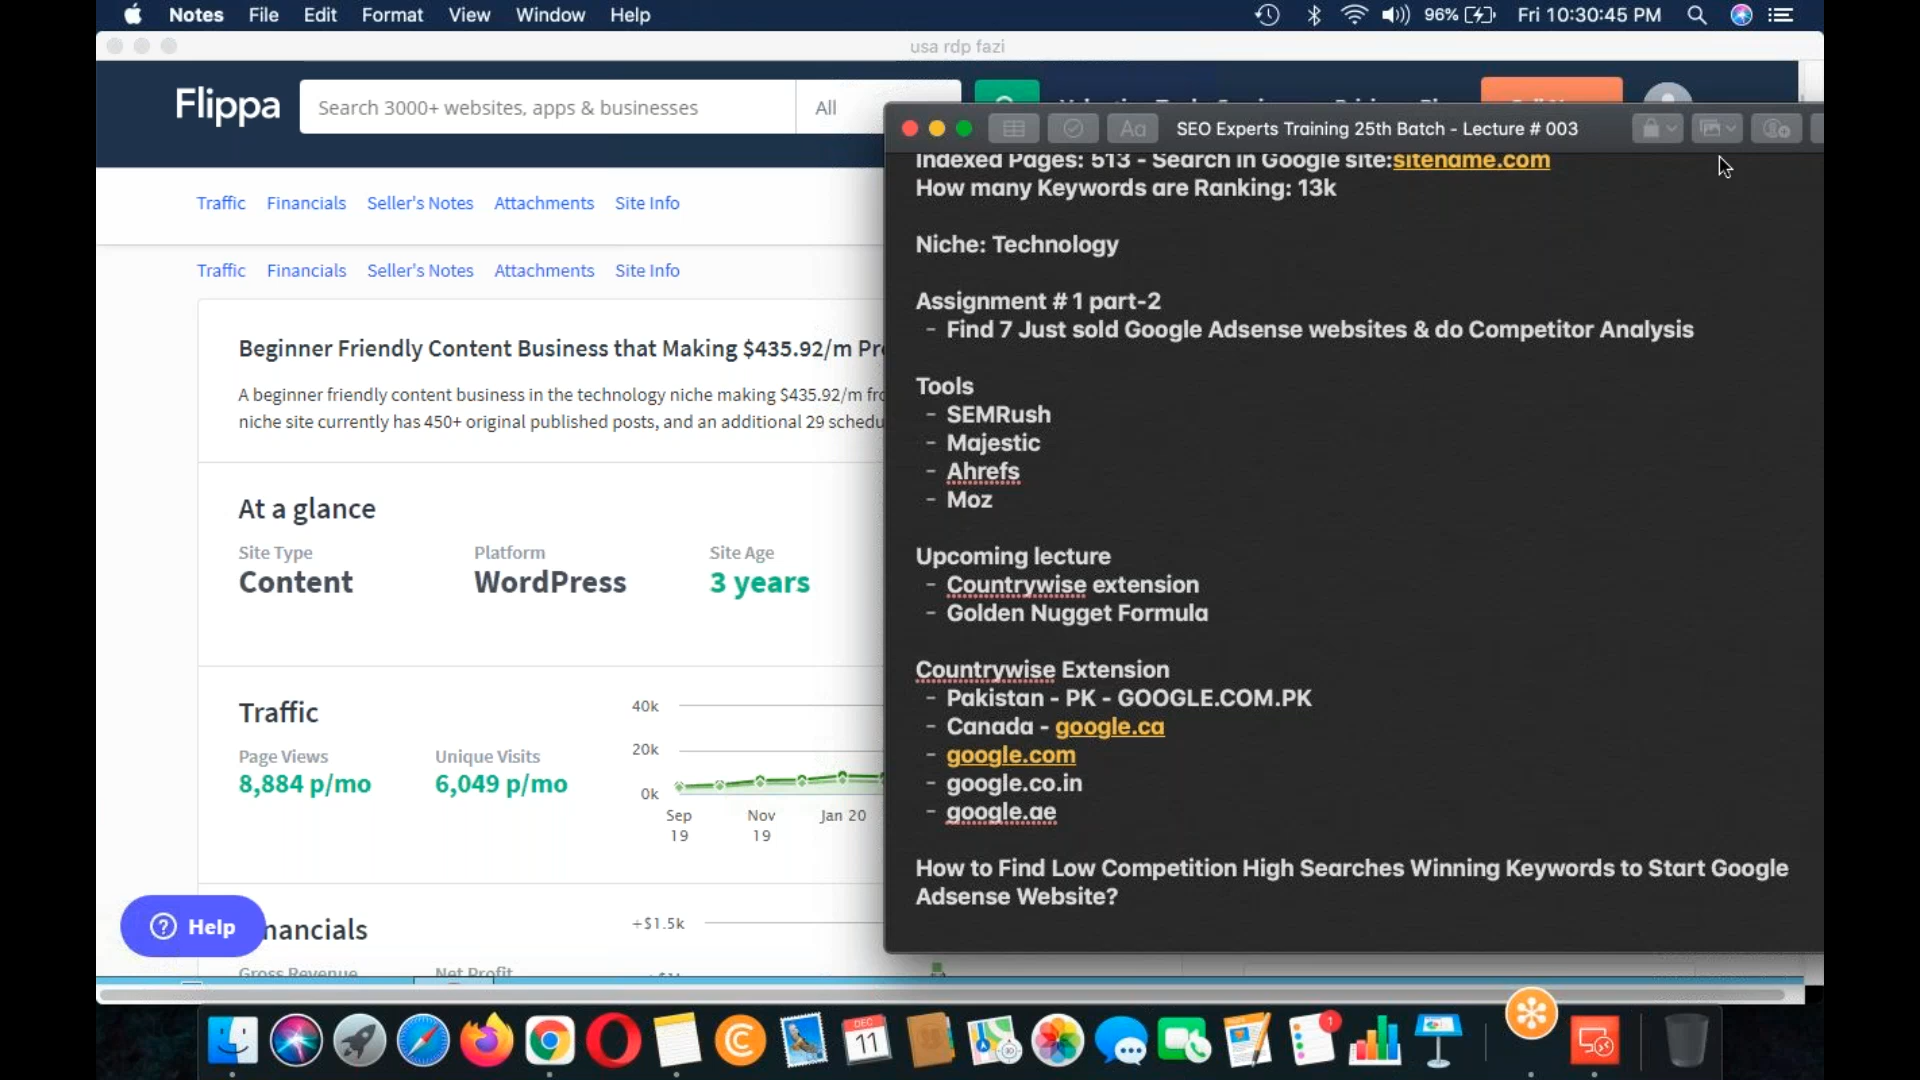 Notes File Edit Format View Window Help
96% Fri 10:30:45 PM
usa rdp fazi
Flippa
Search 3000+ websites, apps & businesses
All
SEO Experts Training 25th Batch - Lecture # 003
Aa
Traffic Financials Seller's Notes Attachments Site Info
Traffic Financials Seller's Notes Attachments Site Info
Beginner Friendly Content Business that Making $435.92/m
A beginner friendly content business in the technology niche making $435.92/m
niche site currently has 450+ original published posts, and an additional 29
At a glance
Site Type Platform Site Age
Content WordPress 3 years
Traffic
Page Views Unique Visits
8,884 p/mo 6,049 p/mo
40k
20k
0k
Sep 19 Nov 19 Jan 20
Help
nancials
+$1.5k
Gross Revenue Net Profit
Indexed Pages: 513 - Search in Google site:sitename.com
How many Keywords are Ranking: 13k
Niche: Technology
Assignment # 1 part-2
- Find 7 Just sold Google Adsense websites & do Competitor Analysis
Tools
- SEMRush
- Majestic
- Ahrefs
- Moz
Upcoming lecture
- Countrywise extension
- Golden Nugget Formula
Countrywise Extension
- Pakistan - PK - GOOGLE.COM.PK
- Canada - google.ca
- google.com
- google.co.in
- google.ae
How to Find Low Competition High Searches Winning Keywords to Start Google
Adsense Website?
DEC
11
1